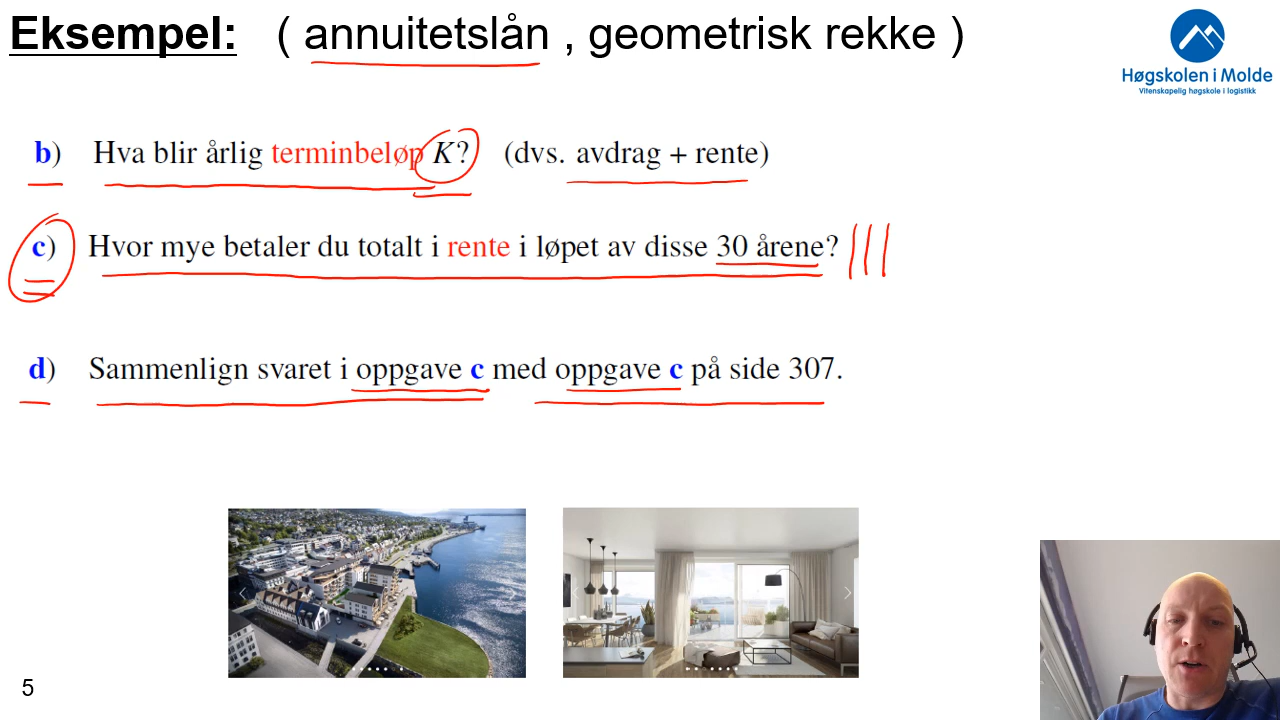 Eksempel: ( annuitetslån , geometrisk rekke )
Høgskolen i Molde
Vitenskapelig høgskole i logistikk
b) Hva blir årlig terminbeløp K? (dvs. avdrag + rente)
c) Hvor mye betaler du totalt i rente i løpet av disse 30 årene?
d) Sammenlign svaret i oppgave c med oppgave c på side 307.
5